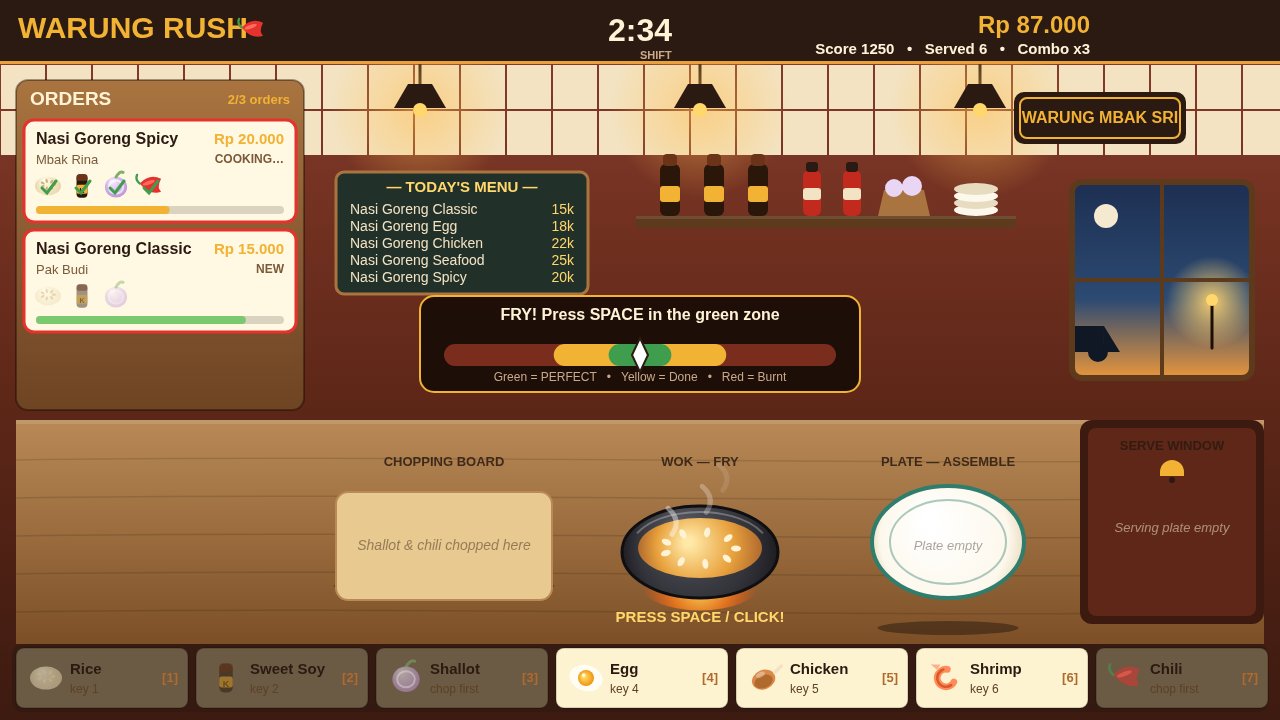 WARUNG RUSH
2:34
SHIFT
Rp 87.000
Score 1250 • Served 6 • Combo x3
ORDERS
2/3 orders
Nasi Goreng Spicy
Rp 20.000
Mbak Rina
COOKING…
Nasi Goreng Classic
Rp 15.000
Pak Budi
NEW
K
— TODAY'S MENU —
Nasi Goreng Classic 15k
Nasi Goreng Egg 18k
Nasi Goreng Chicken 22k
Nasi Goreng Seafood 25k
Nasi Goreng Spicy 20k
WARUNG MBAK SRI
FRY! Press SPACE in the green zone
Green = PERFECT • Yellow = Done • Red = Burnt
CHOPPING BOARD
Shallot & chili chopped here
WOK — FRY
PRESS SPACE / CLICK!
PLATE — ASSEMBLE
Plate empty
SERVE WINDOW
Serving plate empty
Rice
key 1
[1]
K
Sweet Soy
key 2
[2]
Shallot
chop first
[3]
Egg
key 4
[4]
Chicken
key 5
[5]
Shrimp
key 6
[6]
Chili
chop first
[7]